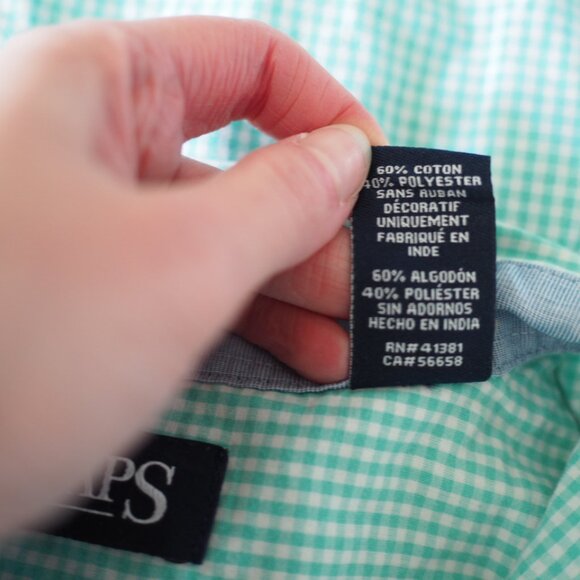 60% COTON
40% POLYESTER
SANS RUBAN
DÉCORATIF
UNIQUEMENT
FABRIQUÉ EN
INDE
60% ALGODÓN
40% POLIÉSTER
SIN ADORNOS
HECHO EN INDIA
RN# 41381
CA# 56658
APS